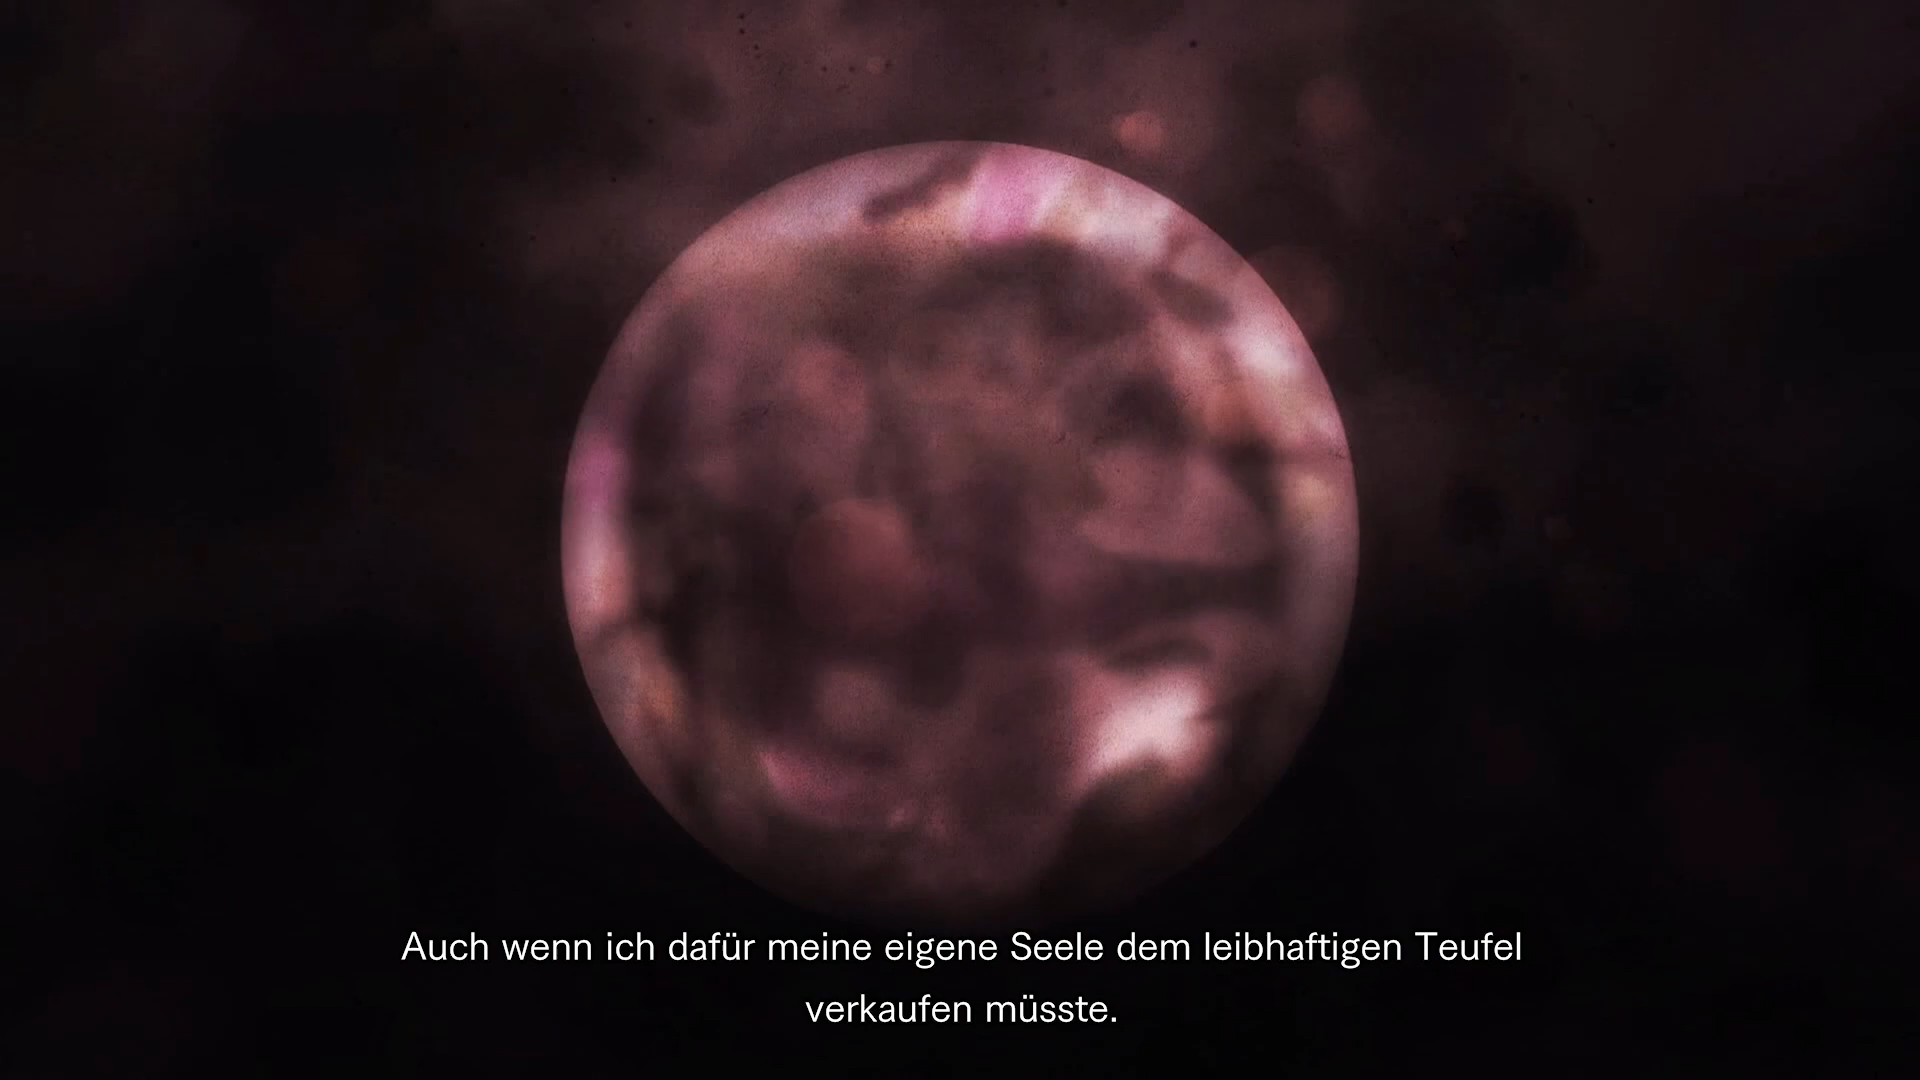 Auch wenn ich dafür meine eigene Seele dem leibhaftigen Teufel
verkaufen müsste.